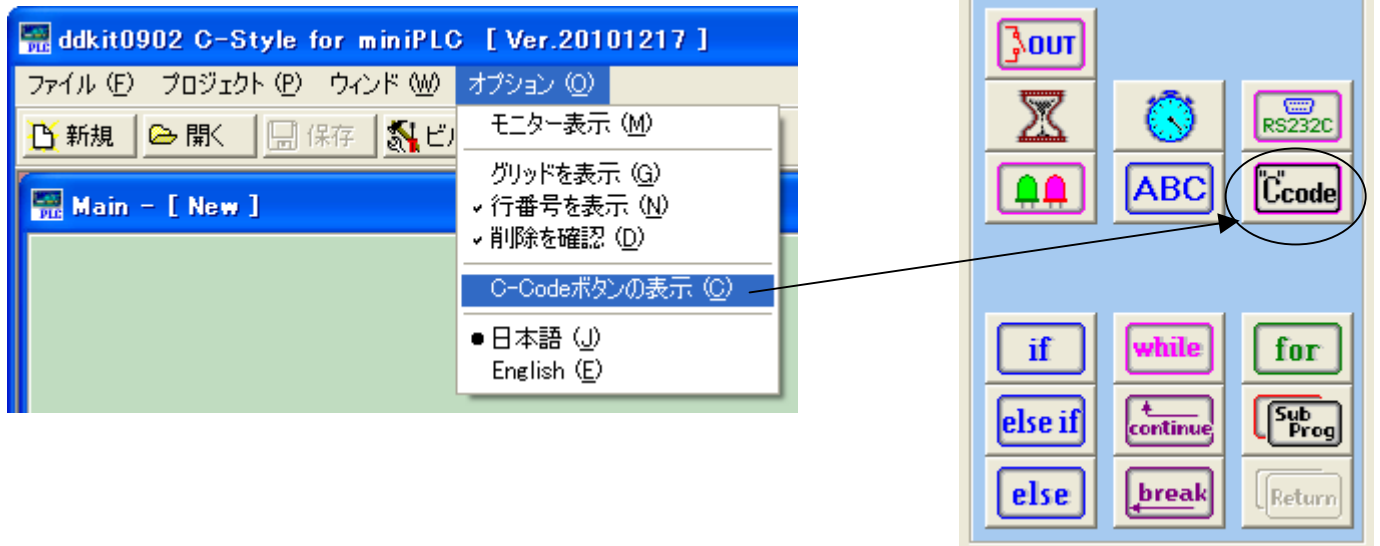 ddkit0902 C-Style for miniPLC [ Ver.20101217 ]
ファイル (F) プロジェクト (P) ウィンド (W) オプション (O)
新規 開く 保存
モニター表示 (M)
グリッドを表示 (G)
行番号を表示 (N)
削除を確認 (D)
C-Codeボタンの表示 (C)
日本語 (J)
English (E)
PLC
Main - [ New ]
OUT
RS232C
ABC
"C"
Ccode
if while for
else if continue Sub Prog
else break Return